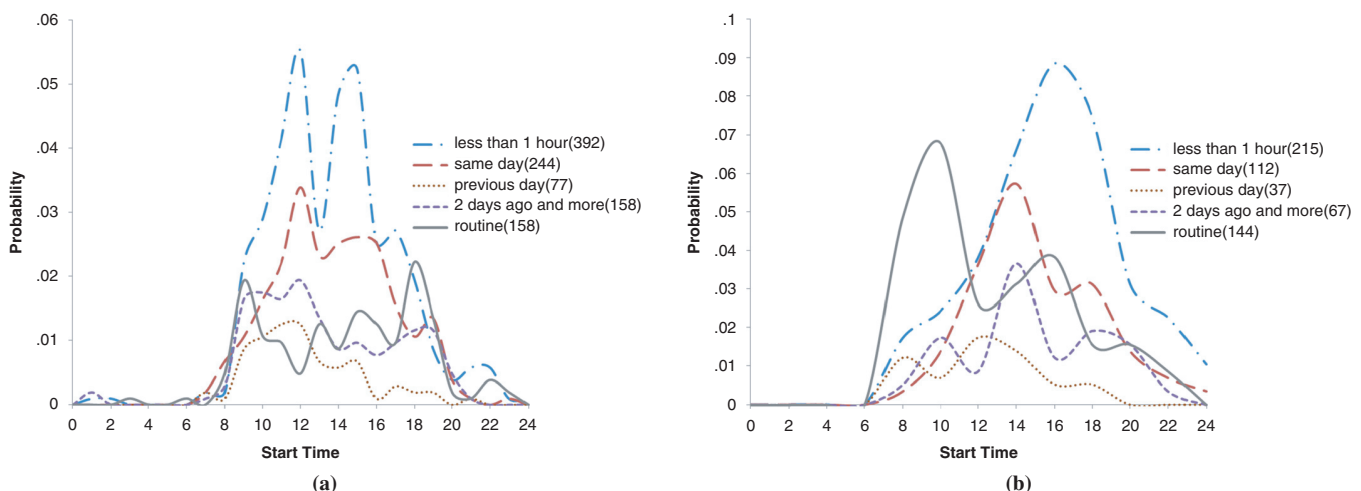 .06
.05
.04
.03
.02
.01
0
Probability
0 2 4 6 8 10 12 14 16 18 20 22 24
Start Time
less than 1 hour(392)
same day(244)
previous day(77)
2 days ago and more(158)
routine(158)
(a)
.1
.09
.08
.07
.06
.05
.04
.03
.02
.01
0
Probability
0 2 4 6 8 10 12 14 16 18 20 22 24
Start Time
less than 1 hour(215)
same day(112)
previous day(37)
2 days ago and more(67)
routine(144)
(b)